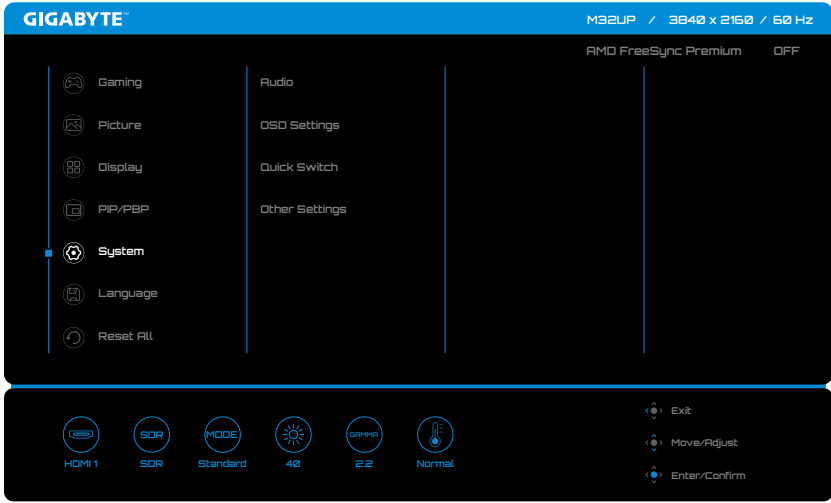 GIGABYTE™ M32UP / 3840 x 2160 / 60 Hz
AMD FreeSync Premium OFF
Gaming Audio
Picture OSD Settings
Display Quick Switch
PIP/PBP Other Settings
System
Language
Reset All
Exit
SDR MODE GAMMA
Move/Adjust
HDMI 1 SDR Standard 40 2.2 Normal
Enter/Confirm